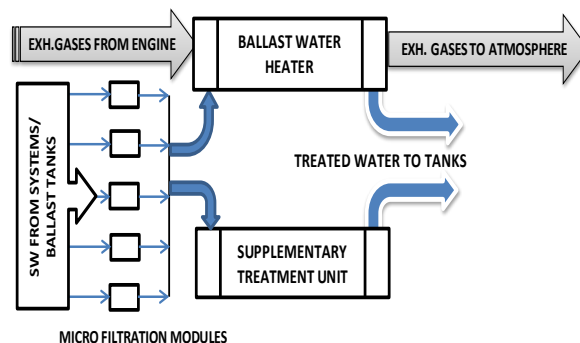 EXH.GASES FROM ENGINE
BALLAST WATER
HEATER
EXH. GASES TO ATMOSPHERE
SW FROM SYSTEMS/
BALLAST TANKS
TREATED WATER TO TANKS
SUPPLEMENTARY
TREATMENT UNIT
MICRO FILTRATION MODULES